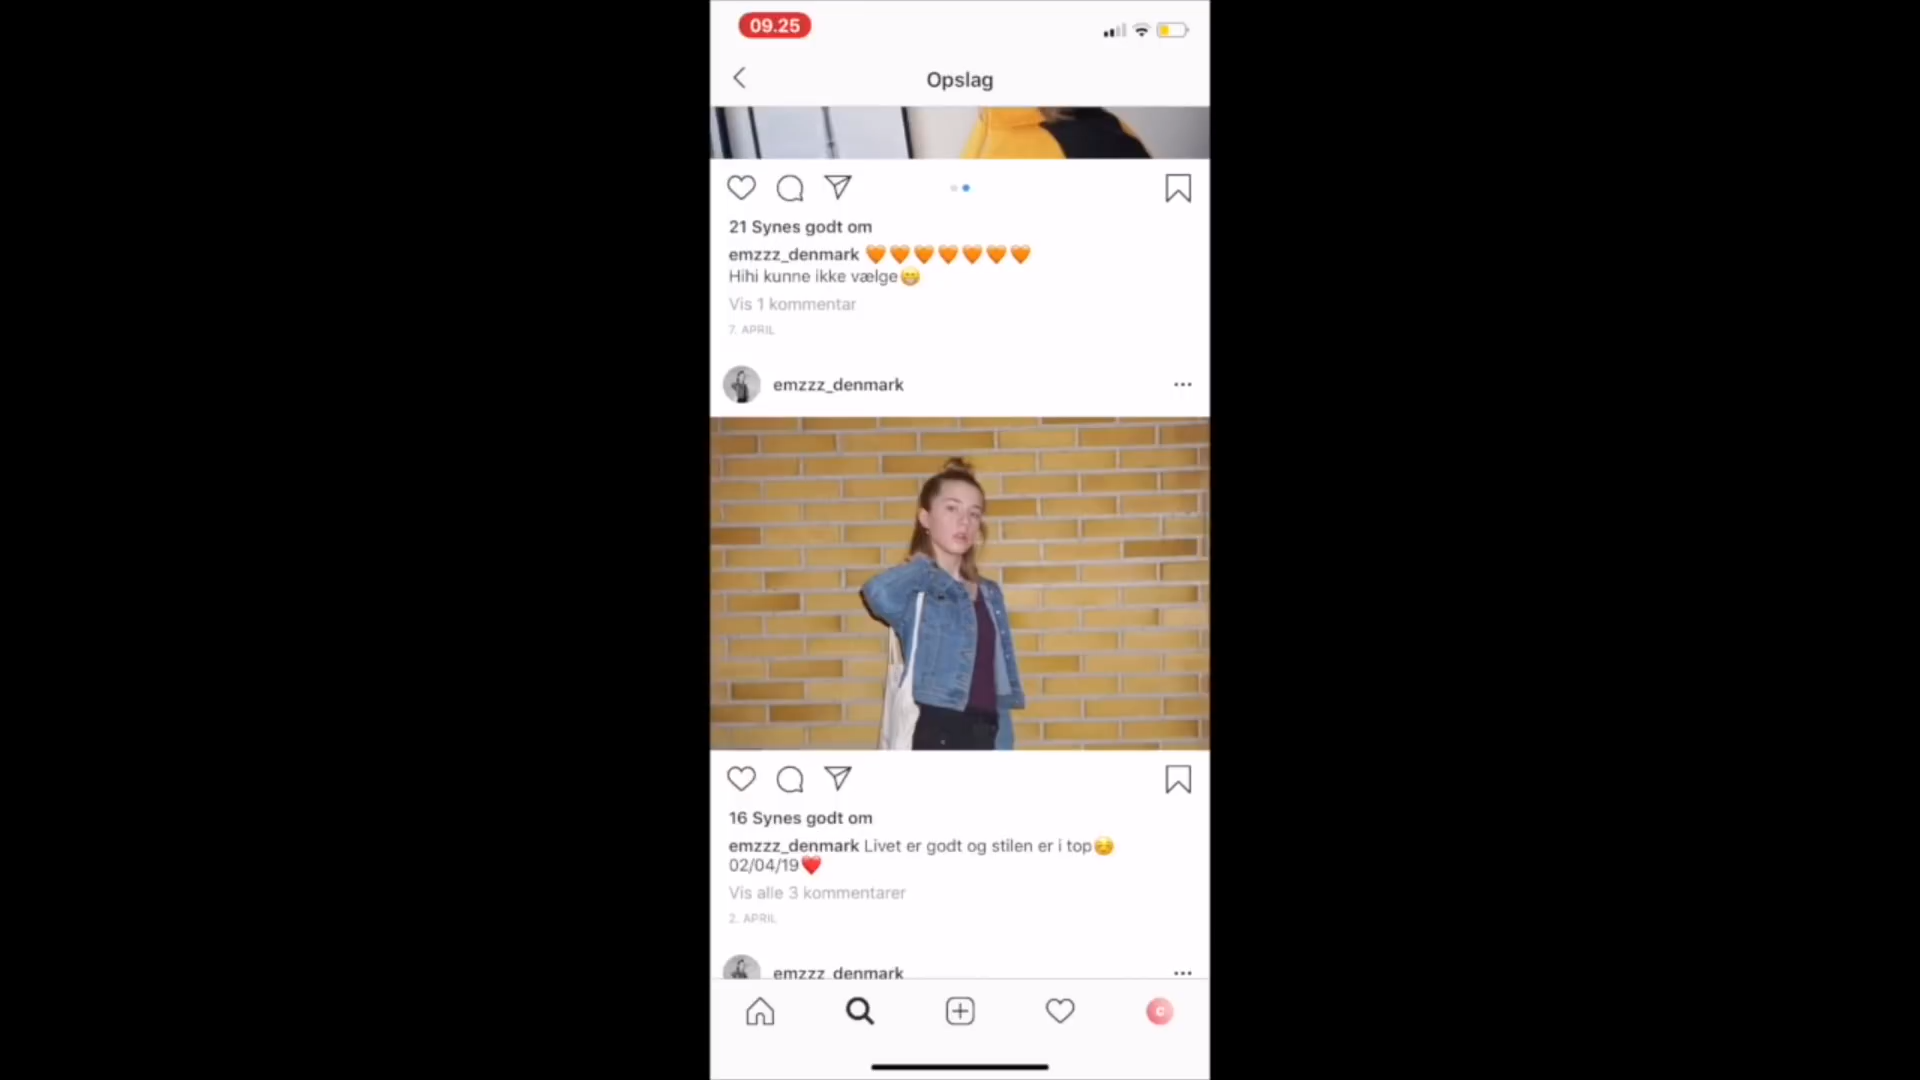 09.25
Opslag
21 Synes godt om
emzzz_denmark 🧡🧡🧡🧡🧡🧡🧡
Hihi kunne ikke vælge😁
Vis 1 kommentar
7. APRIL
emzzz_denmark
16 Synes godt om
emzzz_denmark Livet er godt og stilen er i top☺️
02/04/19❤️
Vis alle 3 kommentarer
2. APRIL
emzzz_denmark
c